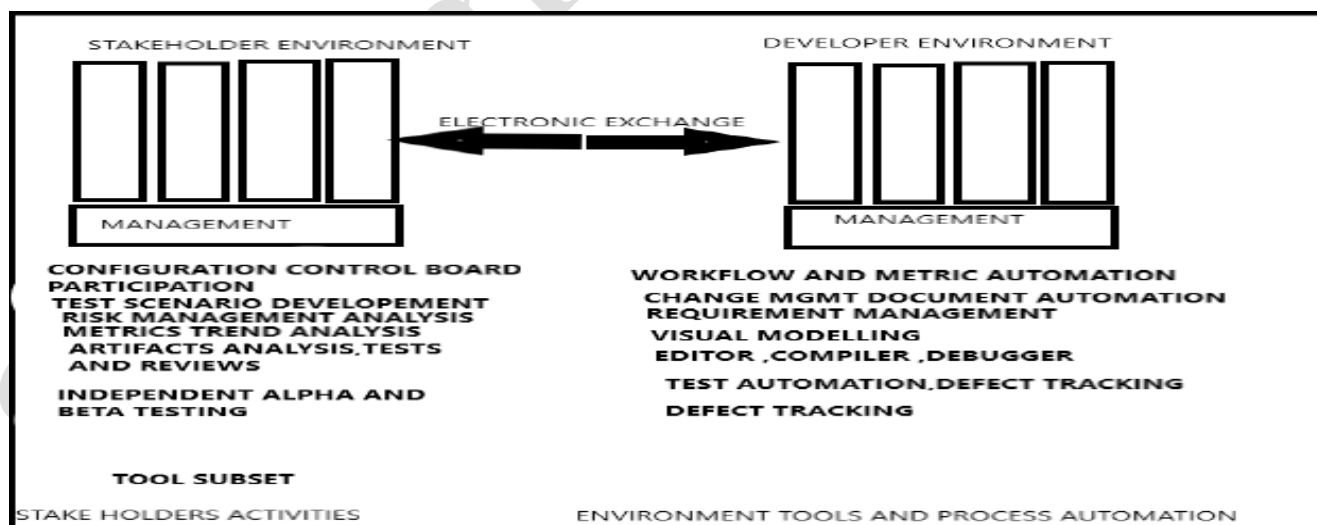 STAKEHOLDER ENVIRONMENT
DEVELOPER ENVIRONMENT
ELECTRONIC EXCHANGE
MANAGEMENT
MANAGEMENT
CONFIGURATION CONTROL BOARD
PARTICIPATION
TEST SCENARIO DEVELOPEMENT
RISK MANAGEMENT ANALYSIS
METRICS TREND ANALYSIS
ARTIFACTS ANALYSIS,TESTS
AND REVIEWS
INDEPENDENT ALPHA AND
BETA TESTING
TOOL SUBSET
STAKE HOLDERS ACTIVITIES
WORKFLOW AND METRIC AUTOMATION
CHANGE MGMT DOCUMENT AUTOMATION
REQUIREMENT MANAGEMENT
VISUAL MODELLING
EDITOR ,COMPILER ,DEBUGGER
TEST AUTOMATION,DEFECT TRACKING
DEFECT TRACKING
ENVIRONMENT TOOLS AND PROCESS AUTOMATION